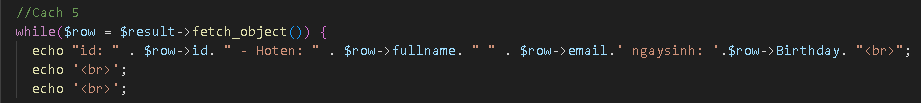 //Cach 5
while($row = $result->fetch_object()) {
echo "id: " . $row->id. " - Hoten: " . $row->fullname. " " . $row->email.' ngaysinh: '.$row->Birthday. "<br>";
echo '<br>';
echo '<br>';